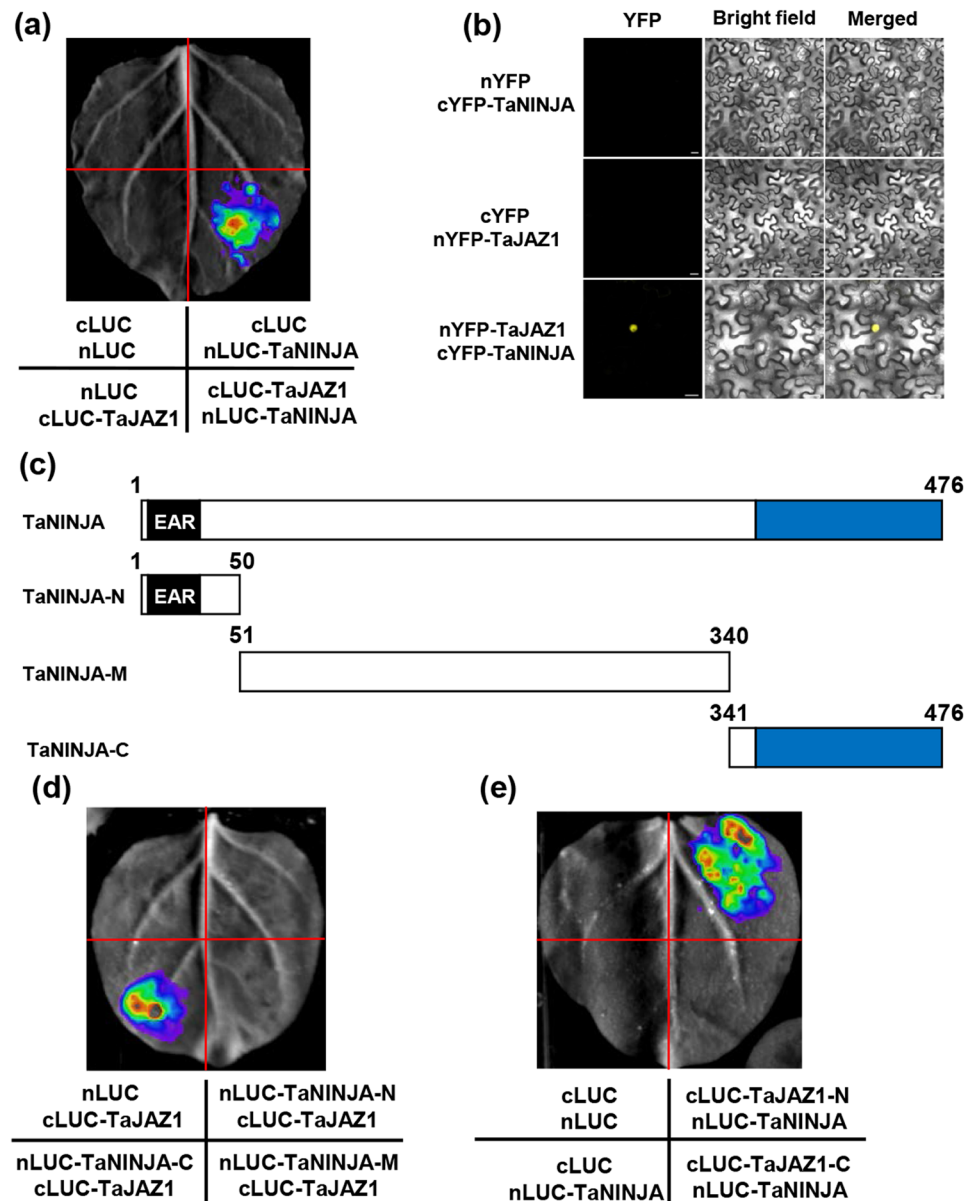 (a)
cLUC
nLUC
cLUC
nLUC-TaNINJA
nLUC
cLUC-TaJAZ1
cLUC-TaJAZ1
nLUC-TaNINJA
(b)
YFP Bright field Merged
nYFP
cYFP-TaNINJA
cYFP
nYFP-TaJAZ1
nYFP-TaJAZ1
cYFP-TaNINJA
(c)
1 476
TaNINJA EAR
1 50
TaNINJA-N EAR
51 340
TaNINJA-M
341 476
TaNINJA-C
(d)
nLUC
cLUC-TaJAZ1
nLUC-TaNINJA-N
cLUC-TaJAZ1
nLUC-TaNINJA-C
cLUC-TaJAZ1
nLUC-TaNINJA-M
cLUC-TaJAZ1
(e)
cLUC
nLUC
cLUC-TaJAZ1-N
nLUC-TaNINJA
cLUC
nLUC-TaNINJA
cLUC-TaJAZ1-C
nLUC-TaNINJA